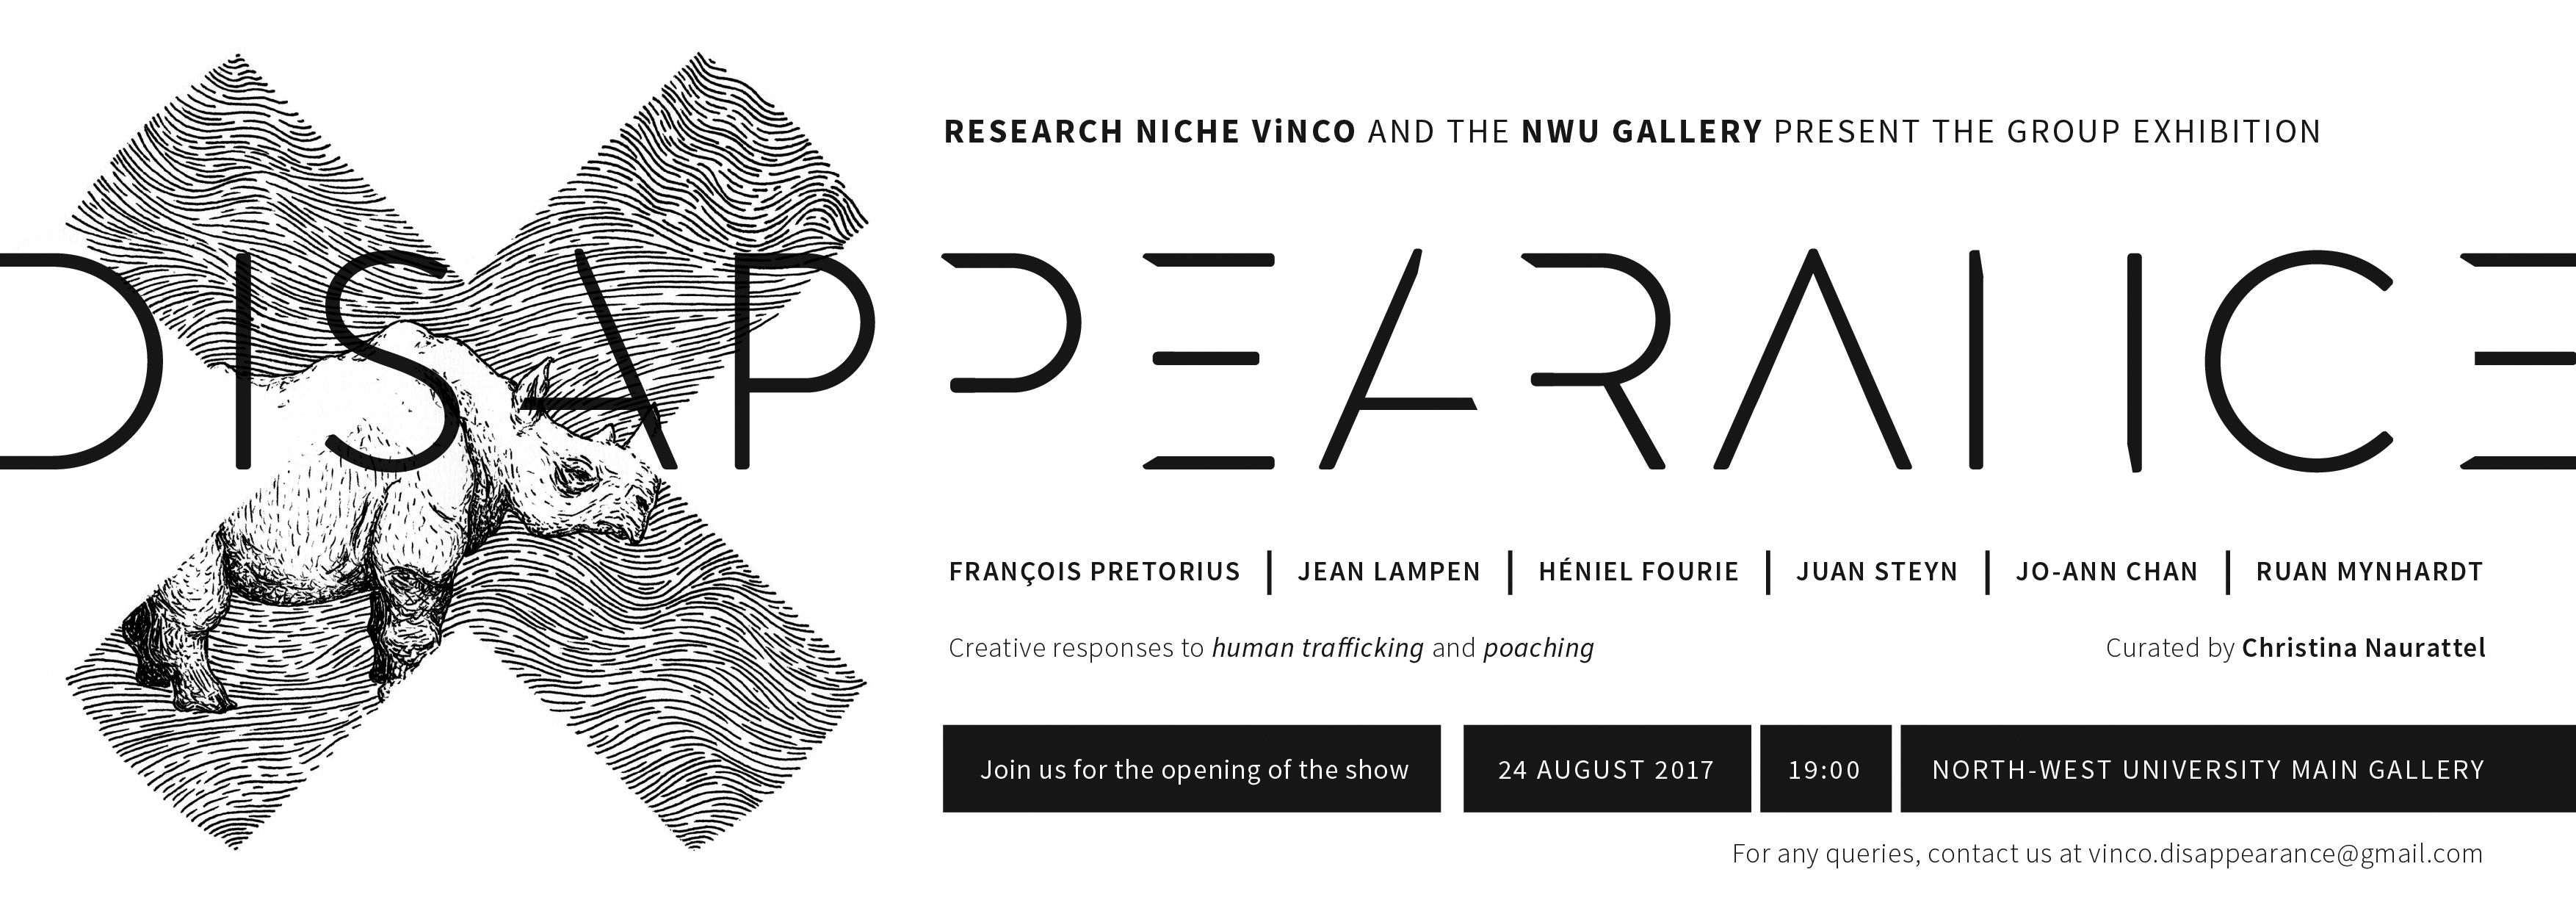 RESEARCH NICHE ViNCO AND THE NWU GALLERY PRESENT THE GROUP EXHIBITION
DISAPPEARANCE
FRANÇOIS PRETORIUS | JEAN LAMPEN | HÉNIEL FOURIE | JUAN STEYN | JO-ANN CHAN | RUAN MYNHARDT
Creative responses to human trafficking and poaching
Curated by Christina Naurattel
Join us for the opening of the show 24 AUGUST 2017 19:00 NORTH-WEST UNIVERSITY MAIN GALLERY
For any queries, contact us at vinco.disappearance@gmail.com